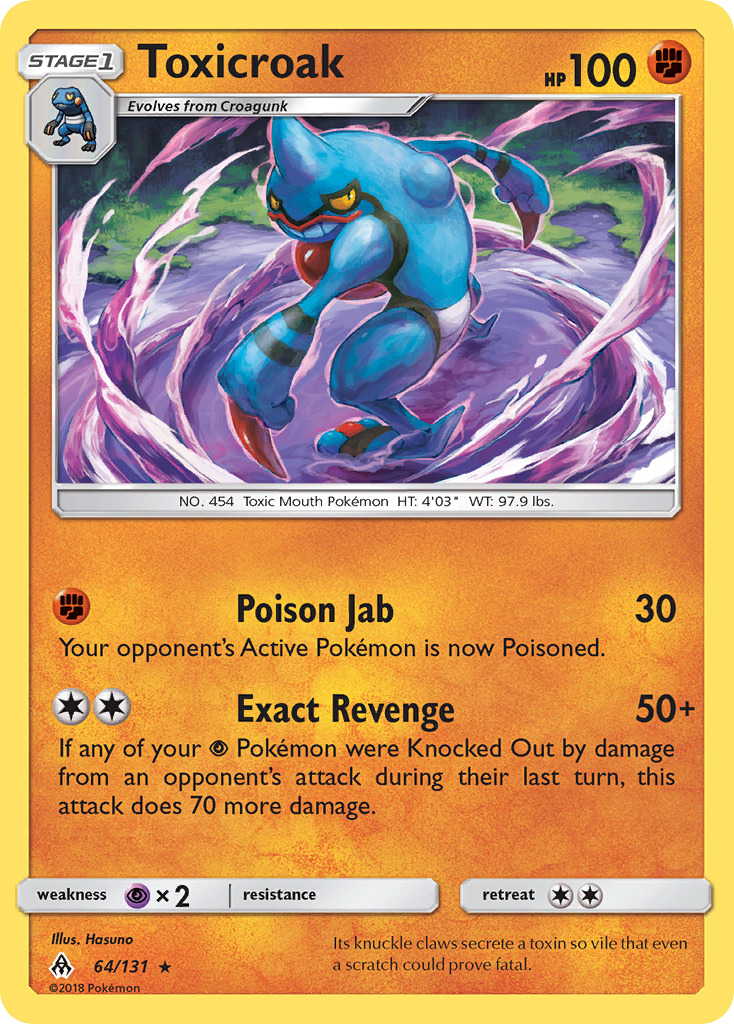 STAGE1 Toxicroak HP 100
Evolves from Croagunk
NO. 454 Toxic Mouth Pokémon HT: 4'03" WT: 97.9 lbs.
Poison Jab 30
Your opponent's Active Pokémon is now Poisoned.
Exact Revenge 50+
If any of your Pokémon were Knocked Out by damage
from an opponent's attack during their last turn, this
attack does 70 more damage.
weakness ×2 resistance retreat
Illus. Hasuno
64/131 ★
©2018 Pokémon
Its knuckle claws secrete a toxin so vile that even
a scratch could prove fatal.